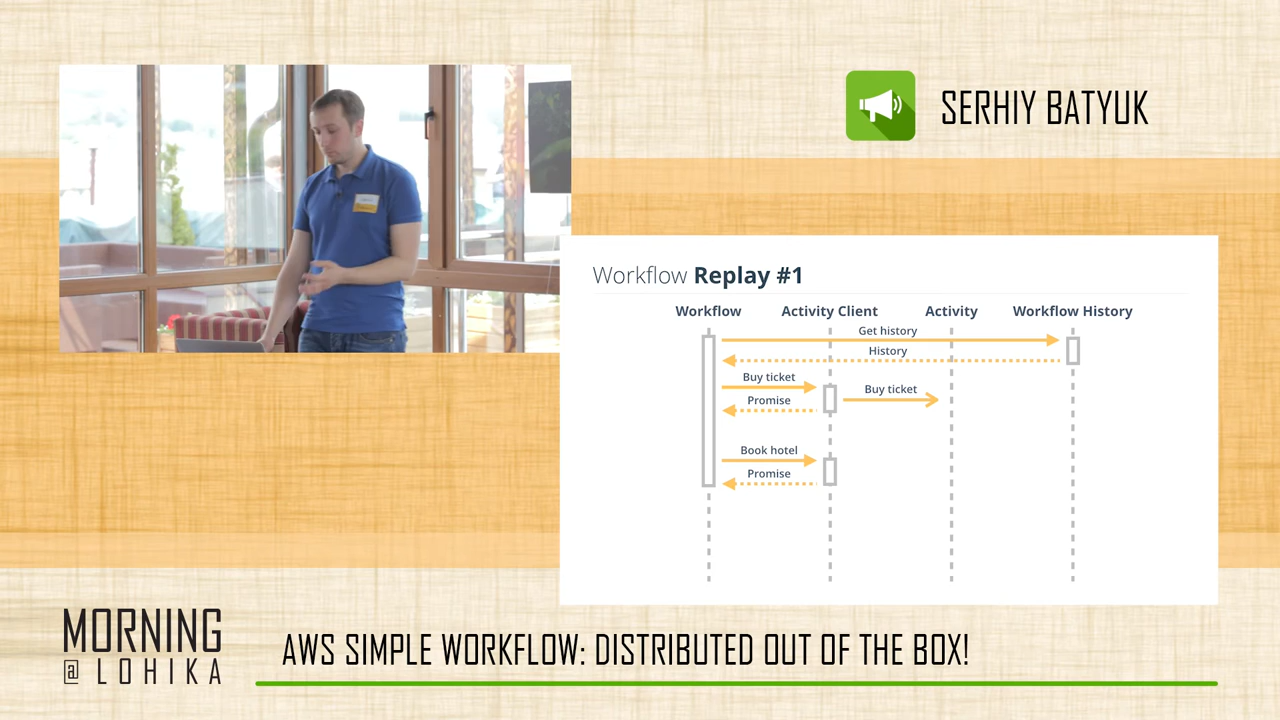 SERHIY BATYUK
Workflow Replay #1
Workflow Activity Client Activity Workflow History
Get history
History
Buy ticket
Buy ticket
Promise
Book hotel
Promise
MORNING
@ LOHIKA
AWS SIMPLE WORKFLOW: DISTRIBUTED OUT OF THE BOX!